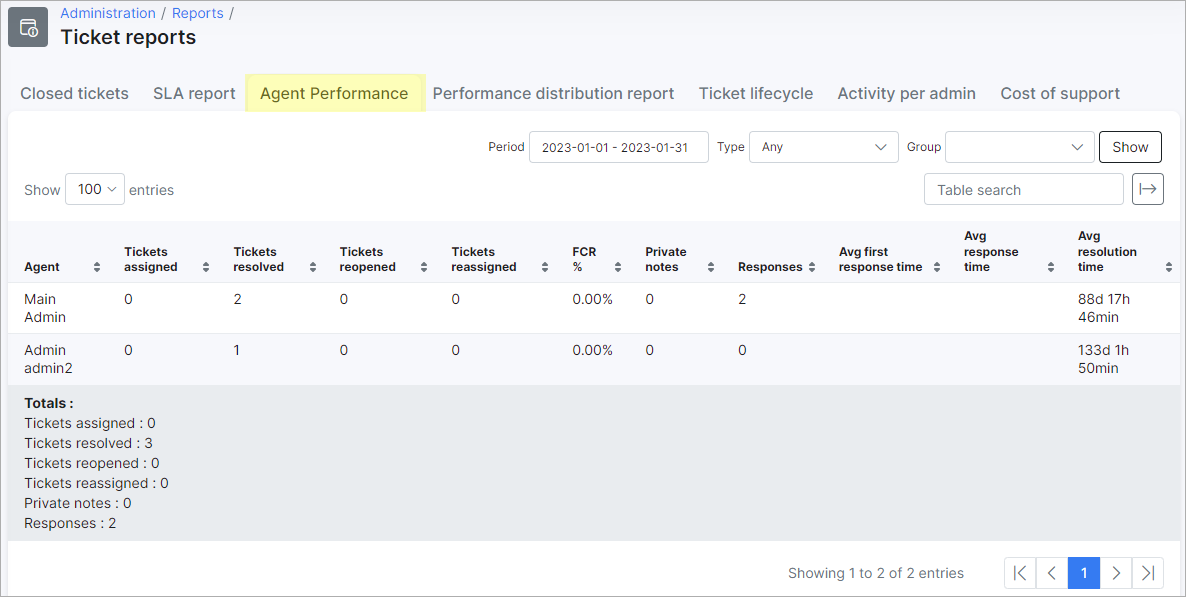 Administration / Reports /
Ticket reports
Closed tickets SLA report Agent Performance Performance distribution report Ticket lifecycle Activity per admin Cost of support
Period 2023-01-01 - 2023-01-31 Type Any Group Show
Show 100 entries Table search
Agent Tickets assigned Tickets resolved Tickets reopened Tickets reassigned FCR % Private notes Responses Avg first response time Avg response time Avg resolution time
Main Admin 0 2 0 0 0.00% 0 2 88d 17h 46min
Admin admin2 0 1 0 0 0.00% 0 0 133d 1h 50min
Totals :
Tickets assigned : 0
Tickets resolved : 3
Tickets reopened : 0
Tickets reassigned : 0
Private notes : 0
Responses : 2
Showing 1 to 2 of 2 entries 1